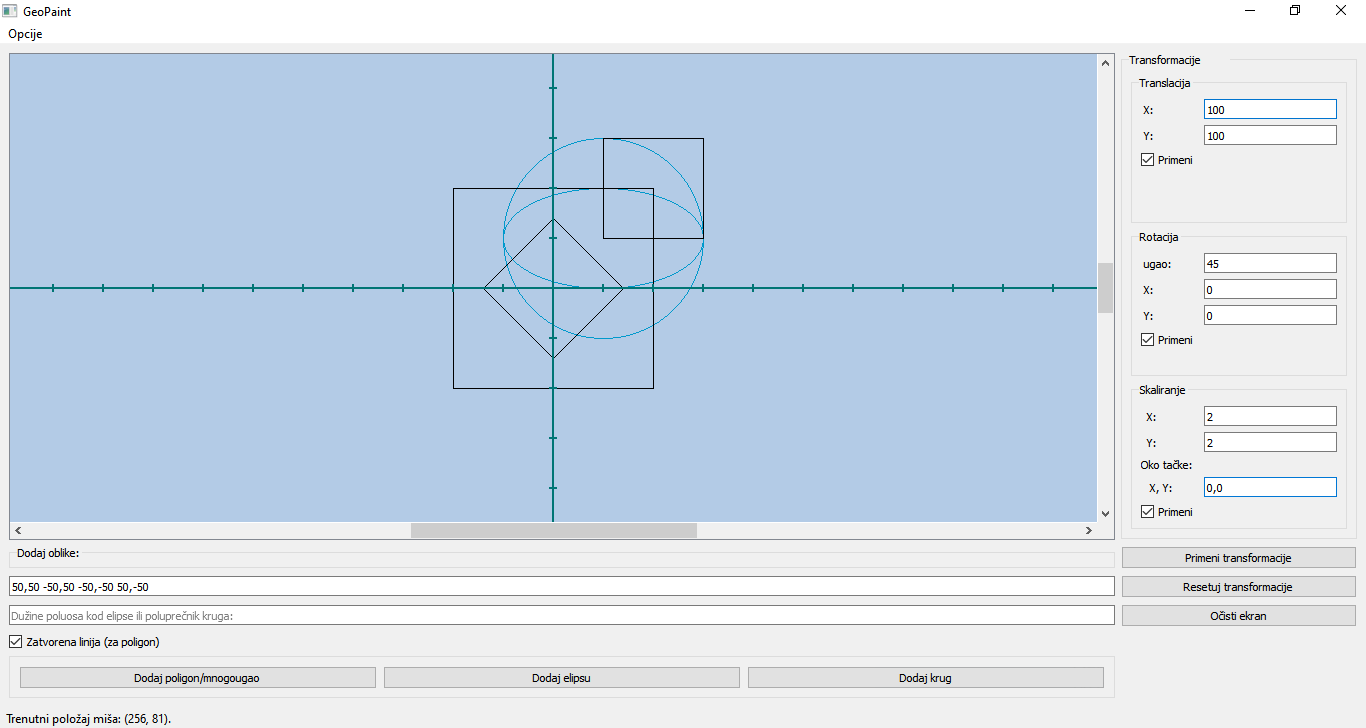 GeoPaint
Opcije
Transformacije
Translacija
X: 100
Y: 100
Primeni
Rotacija
ugao: 45
X: 0
Y: 0
Primeni
Skaliranje
X: 2
Y: 2
Oko tačke:
X, Y: 0,0
Primeni
Primeni transformacije
Resetuj transformacije
Očisti ekran
Dodaj oblike:
50,50 -50,50 -50,-50 50,-50
Dužine poluosa kod elipse ili poluprečnik kruga:
Zatvorena linija (za poligon)
Dodaj poligon/mnogougao Dodaj elipsu Dodaj krug
Trenutni položaj miša: (256, 81).